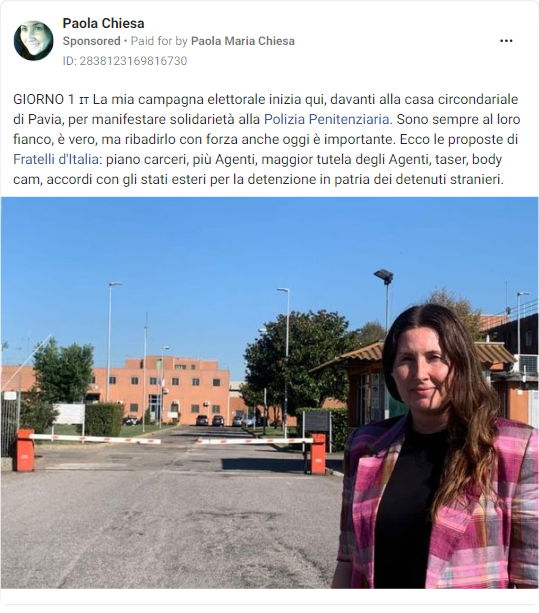 Paola Chiesa
Sponsored • Paid for by Paola Maria Chiesa
ID: 2838123169816730
GIORNO 1 ɪᴛ La mia campagna elettorale inizia qui, davanti alla casa circondariale
di Pavia, per manifestare solidarietà alla Polizia Penitenziaria. Sono sempre al loro
fianco, è vero, ma ribadirlo con forza anche oggi è importante. Ecco le proposte di
Fratelli d'Italia: piano carceri, più Agenti, maggior tutela degli Agenti, taser, body
cam, accordi con gli stati esteri per la detenzione in patria dei detenuti stranieri.